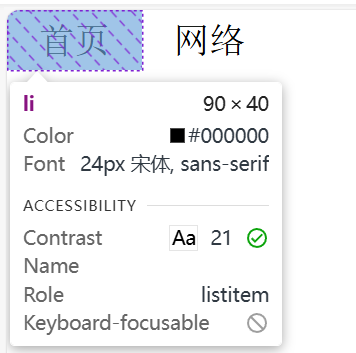 首页 网络
li 90 × 40
Color #000000
Font 24px 宋体, sans-serif
ACCESSIBILITY
Contrast Aa 21
Name
Role listitem
Keyboard-focusable